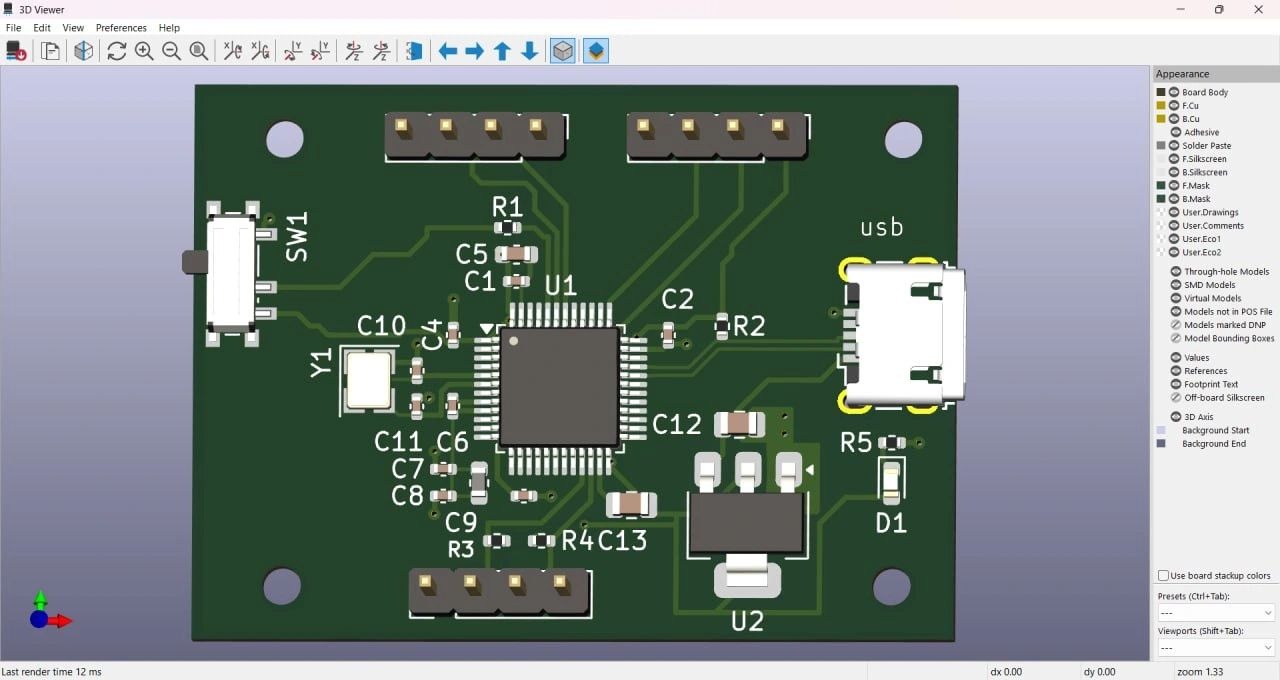 3D Viewer
File Edit View Preferences Help
Appearance
Board Body
F.Cu
B.Cu
Adhesive
Solder Paste
F.Silkscreen
B.Silkscreen
F.Mask
B.Mask
User.Drawings
User.Comments
User.Eco1
User.Eco2
Through-hole Models
SMD Models
Virtual Models
Models not in POS File
Models marked DNP
Model Bounding Boxes
Values
References
Footprint Text
Off-board Silkscreen
3D Axis
Background Start
Background End
Use board stackup colors
Presets (Ctrl+Tab):
---
Viewports (Shift+Tab):
---
R1
SW1
usb
C5
C1
U1
C2
C10
C4
R2
Y1
C12
C11 C6
R5
C7
C8
C9
D1
R3
R4
C13
U2
Last render time 12 ms
dx 0.00
dy 0.00
zoom 1.33